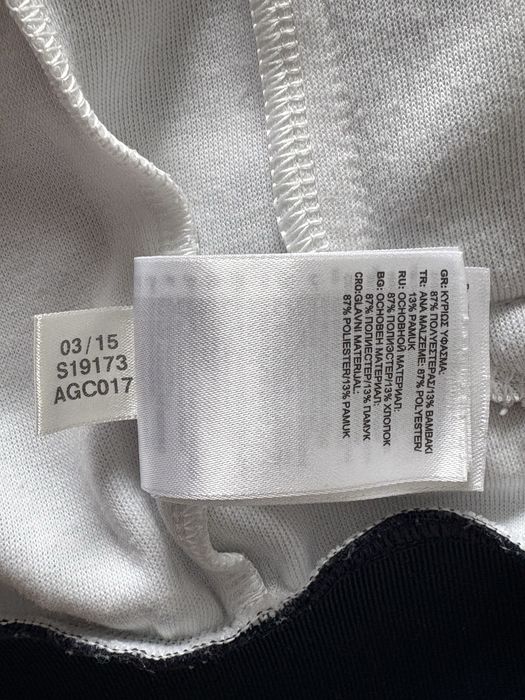 03/15
S19173
AGC017
GR: ΚΥΡΙΟΣ ΥΦΑΣΜΑ:
87% ΠΟΛΥΕΣΤΕΡΑΣ/13% ΒΑΜΒΑΚΙ
TR: ANA MALZEME: 87% POLYESTER/
13% PAMUK
RU: ОСНОВНОЙ МАТЕРИАЛ:
87% ПОЛИЭСТЕР/13% ХЛОПОК
BG: ОСНОВЕН МАТЕРИАЛ:
87% ПОЛИЕСТЕР/13% ПАМУК
CRO:GLAVNI MATERIJAL:
87% POLIESTER/13% PAMUK